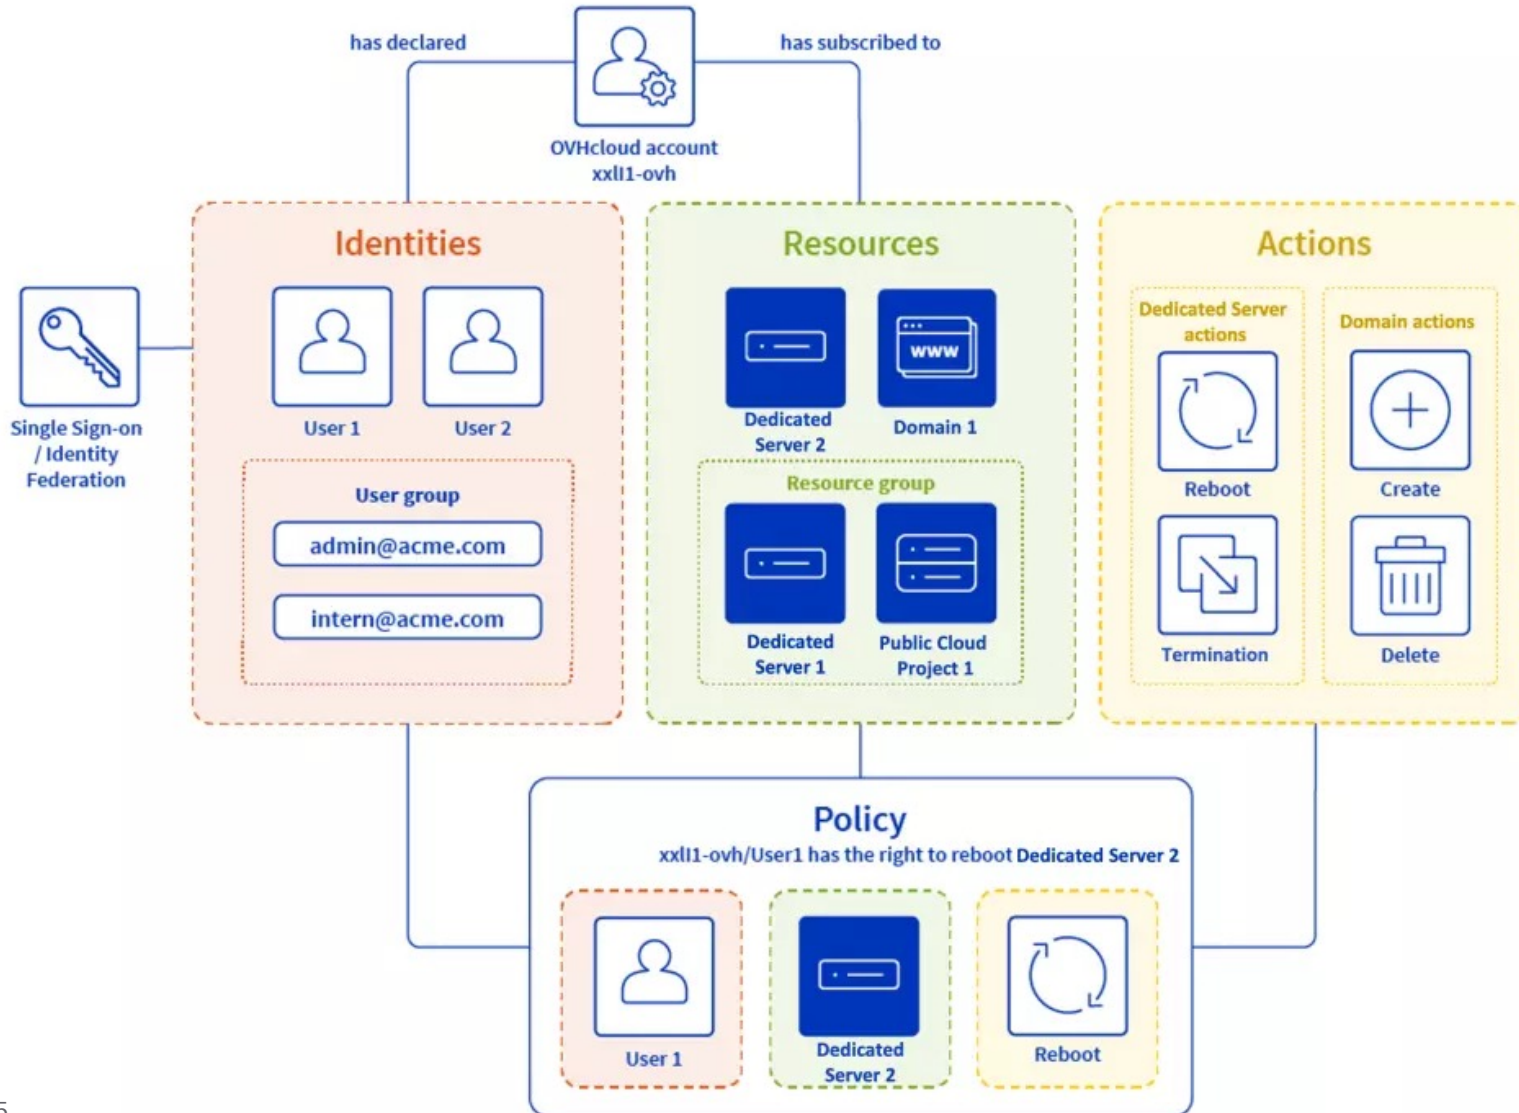 has declared
has subscribed to
OVHcloud account
xxlI1-ovh
Identities
User 1
User 2
User group
admin@acme.com
intern@acme.com
Single Sign-on
/ Identity
Federation
Resources
Dedicated
Server 2
www
Domain 1
Resource group
Dedicated
Server 1
Public Cloud
Project 1
Actions
Dedicated Server
actions
Reboot
Termination
Domain actions
Create
Delete
Policy
xxlI1-ovh/User1 has the right to reboot Dedicated Server 2
User 1
Dedicated
Server 2
Reboot